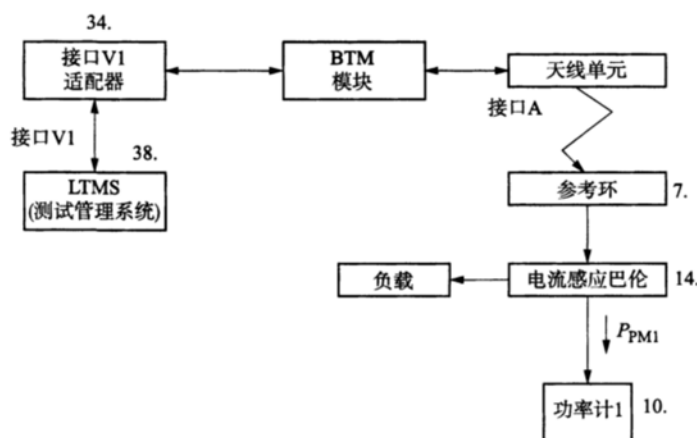 34.
接口V1
适配器
BTM
模块
天线单元
接口A
接口V1
38.
LTMS
(测试管理系统)
参考环
7.
负载
电流感应巴伦
14.
P_PM1
功率计1
10.